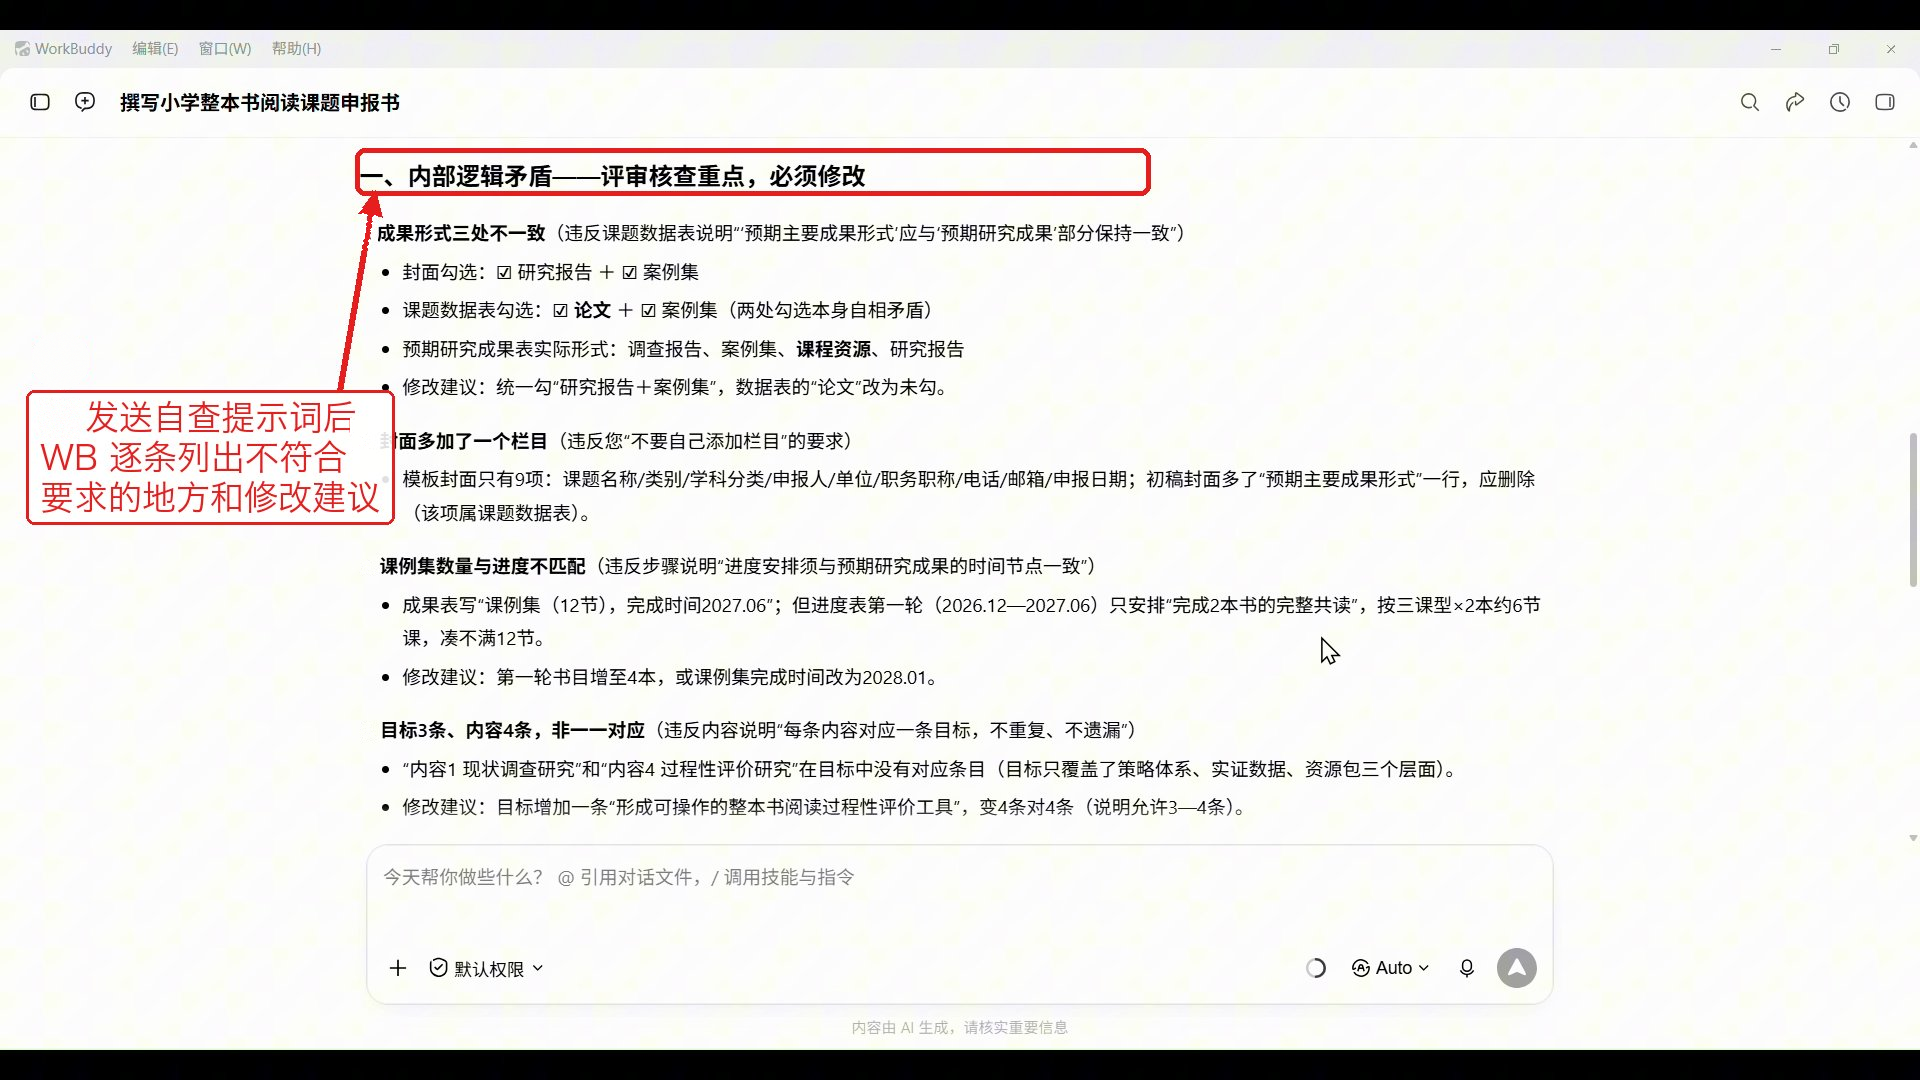 WorkBuddy 编辑(E) 窗口(W) 帮助(H)
撰写小学整本书阅读课题申报书
一、内部逻辑矛盾——评审核查重点，必须修改
成果形式三处不一致（违反课题数据表说明“‘预期主要成果形式’应与‘预期研究成果’部分保持一致”）
• 封面勾选：☑ 研究报告 ＋ ☑ 案例集
• 课题数据表勾选：☑ 论文 ＋ ☑ 案例集（两处勾选本身自相矛盾）
• 预期研究成果表实际形式：调查报告、案例集、课程资源、研究报告
• 修改建议：统一勾“研究报告＋案例集”，数据表的“论文”改为未勾。
发送自查提示词后
WB 逐条列出不符合
要求的地方和修改建议
封面多加了一个栏目（违反您“不要自己添加栏目”的要求）
• 模板封面只有9项：课题名称/类别/学科分类/申报人/单位/职务职称/电话/邮箱/申报日期；初稿封面多了“预期主要成果形式”一行，应删除
（该项属课题数据表）。
课例集数量与进度不匹配（违反步骤说明“进度安排须与预期研究成果的时间节点一致”）
• 成果表写“课例集（12节），完成时间2027.06”；但进度表第一轮（2026.12—2027.06）只安排“完成2本书的完整共读”，按三课型×2本约6节
课，凑不满12节。
• 修改建议：第一轮书目增至4本，或课例集完成时间改为2028.01。
目标3条、内容4条，非一一对应（违反内容说明“每条内容对应一条目标，不重复、不遗漏”）
• “内容1 现状调查研究”和“内容4 过程性评价研究”在目标中没有对应条目（目标只覆盖了策略体系、实证数据、资源包三个层面）。
• 修改建议：目标增加一条“形成可操作的整本书阅读过程性评价工具”，变4条对4条（说明允许3—4条）。
今天帮你做些什么？ @ 引用对话文件，/ 调用技能与指令
默认权限 Auto
内容由 AI 生成，请核实重要信息